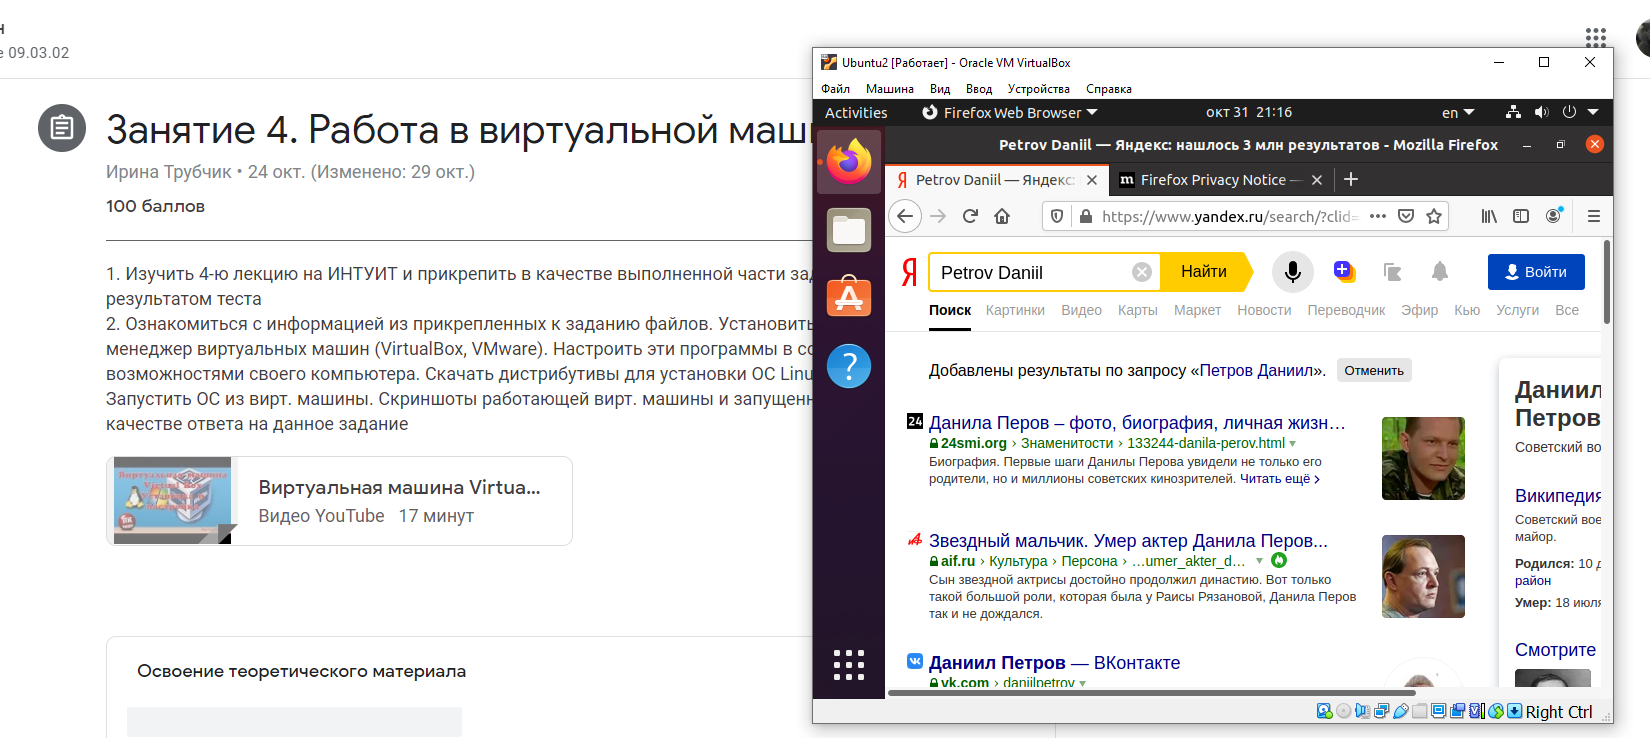 н
е 09.03.02
Занятие 4. Работа в виртуальной маш
Ирина Трубчик • 24 окт. (Изменено: 29 окт.)
100 баллов
1. Изучить 4-ю лекцию на ИНТУИТ и прикрепить в качестве выполненной части зад
результатом теста
2. Ознакомиться с информацией из прикрепленных к заданию файлов. Установить
менеджер виртуальных машин (VirtualBox, VMware). Настроить эти программы в со
возможностями своего компьютера. Скачать дистрибутивы для установки ОС Linu
Запустить ОС из вирт. машины. Скриншоты работающей вирт. машины и запущенн
качестве ответа на данное задание
Виртуальная машина
Virtual Box
Виртуальная машина Virtua...
Видео YouTube 17 минут
Освоение теоретического материала
Ubuntu2 [Работает] - Oracle VM VirtualBox
Файл Машина Вид Ввод Устройства Справка
Activities Firefox Web Browser окт 31 21:16 en
Petrov Daniil — Яндекс: нашлось 3 млн результатов - Mozilla Firefox
Petrov Daniil — Яндекс: Firefox Privacy Notice —
https://www.yandex.ru/search/?clid=
Я Petrov Daniil Найти Войти
Поиск Картинки Видео Карты Маркет Новости Переводчик Эфир Кью Услуги Все
Добавлены результаты по запросу «Петров Даниил». Отменить
24 Данила Перов – фото, биография, личная жизн...
24smi.org › Знаменитости › 133244-danila-perov.html
Биография. Первые шаги Данилы Перова увидели не только его
родители, но и миллионы советских кинозрителей. Читать ещё ›
Звездный мальчик. Умер актер Данила Перов...
aif.ru › Культура › Персона › ...umer_akter_d...
Сын звездной актрисы достойно продолжил династию. Вот только
такой большой роли, которая была у Раисы Рязановой, Данила Перов
так и не дождался.
Даниил Петров — ВКонтакте
vk.com › daniilpetrov
Даниил
Петров
Советский во
Википедия
Советский вое
майор.
Родился: 10 д
район
Умер: 18 июля
Смотрите
Right Ctrl